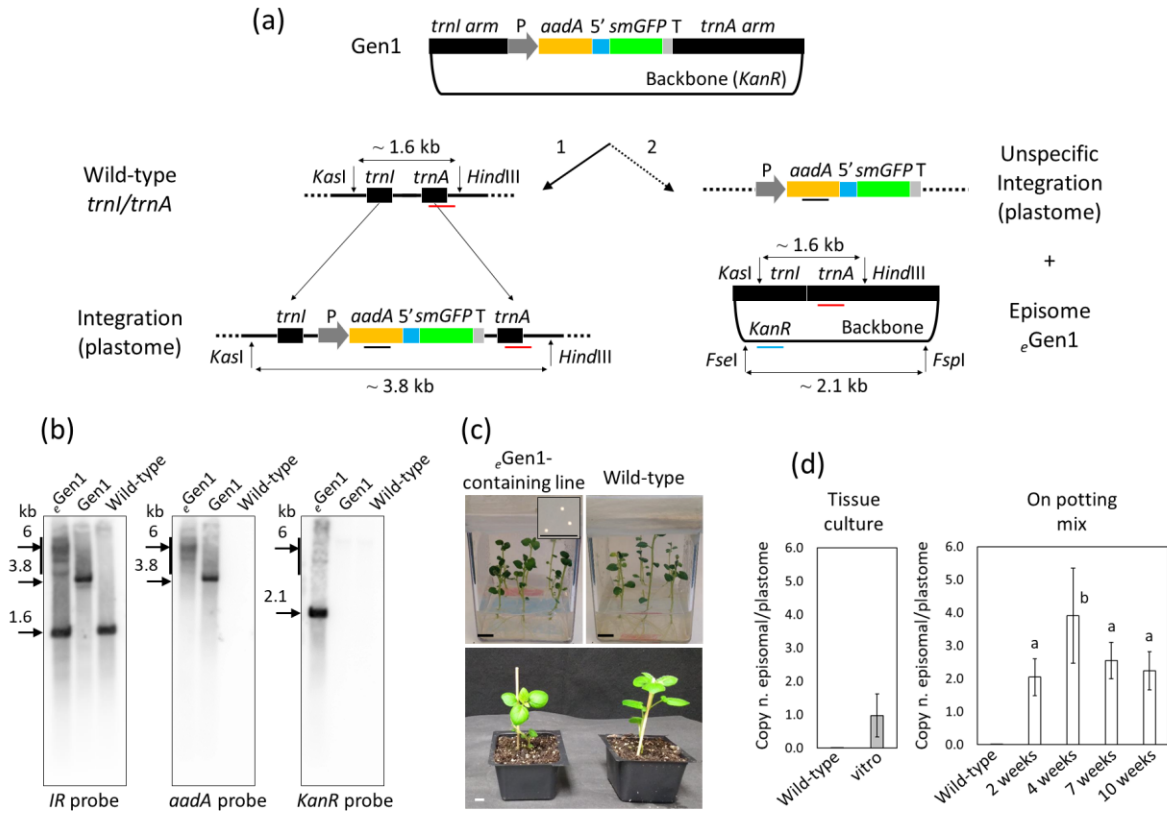 (a)
trnI arm P aadA 5’ smGFP T trnA arm
Gen1
Backbone (KanR)
Wild-type
trnI/trnA
~ 1.6 kb
KasI HindIII
trnI trnA
1 2
P aadA 5’ smGFP T
Unspecific
Integration
(plastome)
+
Episome
eGen1
~ 1.6 kb
KasI trnI trnA HindIII
KanR Backbone
FseI FspI
~ 2.1 kb
Integration
(plastome)
trnI P aadA 5’ smGFP T trnA
KasI HindIII
~ 3.8 kb
(b)
eGen1 Gen1 Wild-type
kb
6
3.8
1.6
IR probe
eGen1 Gen1 Wild-type
kb
6
3.8
aadA probe
eGen1 Gen1 Wild-type
kb
2.1
KanR probe
(c)
eGen1-
containing line
Wild-type
(d)
Tissue
culture
Copy n. episomal/plastome
6.0
5.0
4.0
3.0
2.0
1.0
0.0
Wild-type vitro
On potting
mix
Copy n. episomal/plastome
6.0
5.0
4.0
3.0
2.0
1.0
0.0
a b a a
Wild-type 2 weeks 4 weeks 7 weeks 10 weeks